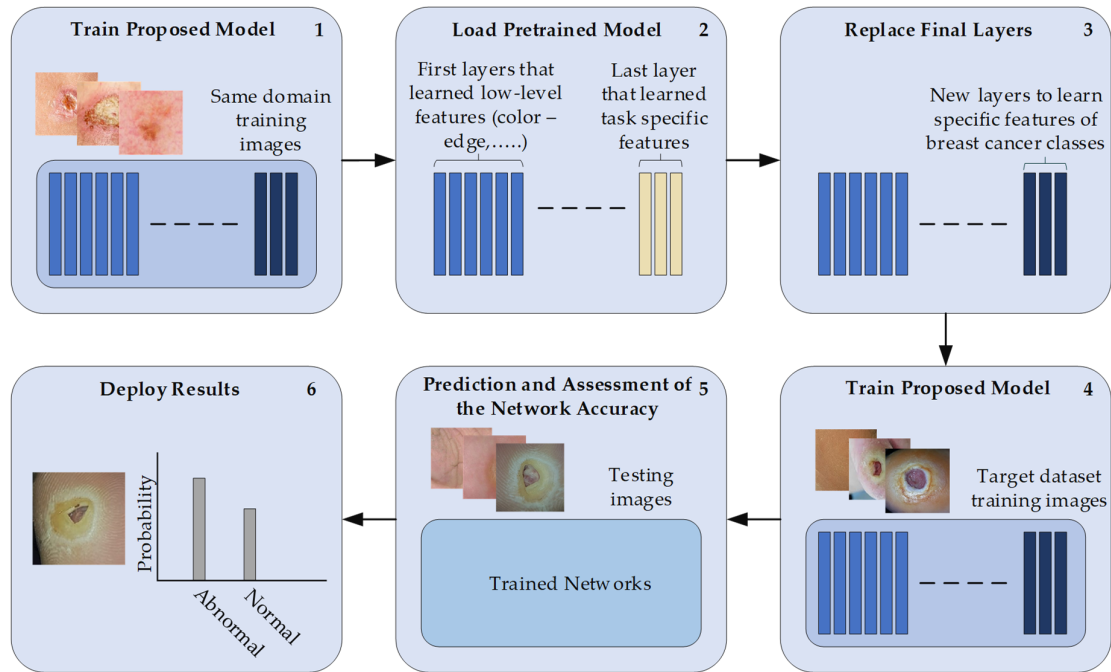 Train Proposed Model 1
Same domain
training
images
Load Pretrained Model 2
First layers that
learned low-level
features (color –
edge,.….)
Last layer
that learned
task specific
features
Replace Final Layers 3
New layers to learn
specific features of
breast cancer classes
Train Proposed Model 4
Target dataset
training images
Prediction and Assessment of 5
the Network Accuracy
Testing
images
Trained Networks
Deploy Results 6
Probability
Abnormal
Normal